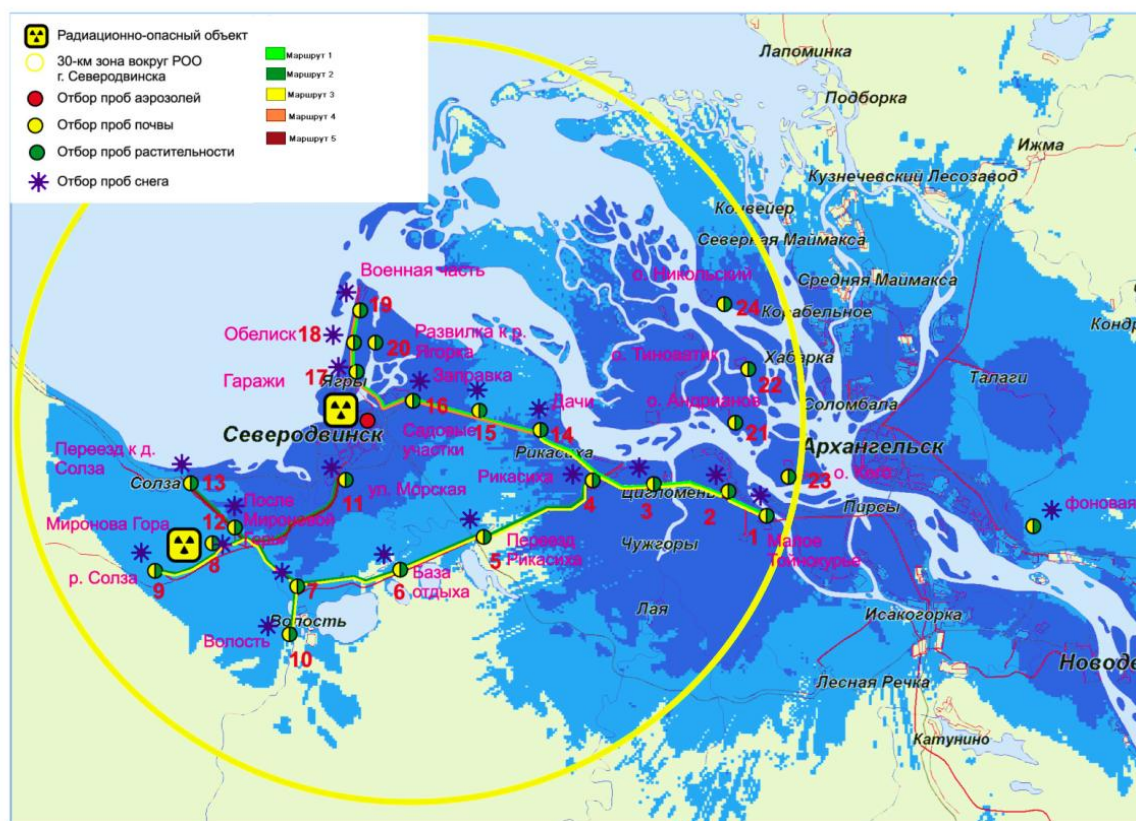 Радиационно-опасный объект
30-км зона вокруг РОО
г. Северодвинска
Отбор проб аэрозолей
Отбор проб почвы
Отбор проб растительности
Отбор проб снега
Маршрут 1
Маршрут 2
Маршрут 3
Маршрут 4
Маршрут 5
Лапоминка
Подборка
Ижма
Кузнечевский Лесозавод
Конвейер
Северная Маймакса
Военная часть
о. Никольский
Средняя Маймакса
19
24
Корабельное
Обелиск 18
Развилка к р.
Ягорка
20
о. Тиноватик
Хабарка
Гаражи
17
Ягры
Заправка
22
Талаги
о. Андрианов
16
Соломбала
Дачи
Северодвинск
Садовые
участки
15
14
21
Архангельск
Переезд к д.
Солза
Рикасиха
Рикасиха
Солза
13
ул. Морская
11
4
3
2
23
о. Кего
Пирсы
фоновая
После
Мироновой
Горы
Миронова Гора
12
1
Малое
Тойнокурье
Чужгоры
8
5
Переезд
Рикасиха
р. Солза
9
7
6
База
отдыха
Лая
Исакогорка
Волость
Волость
10
Лесная Речка
Катунино